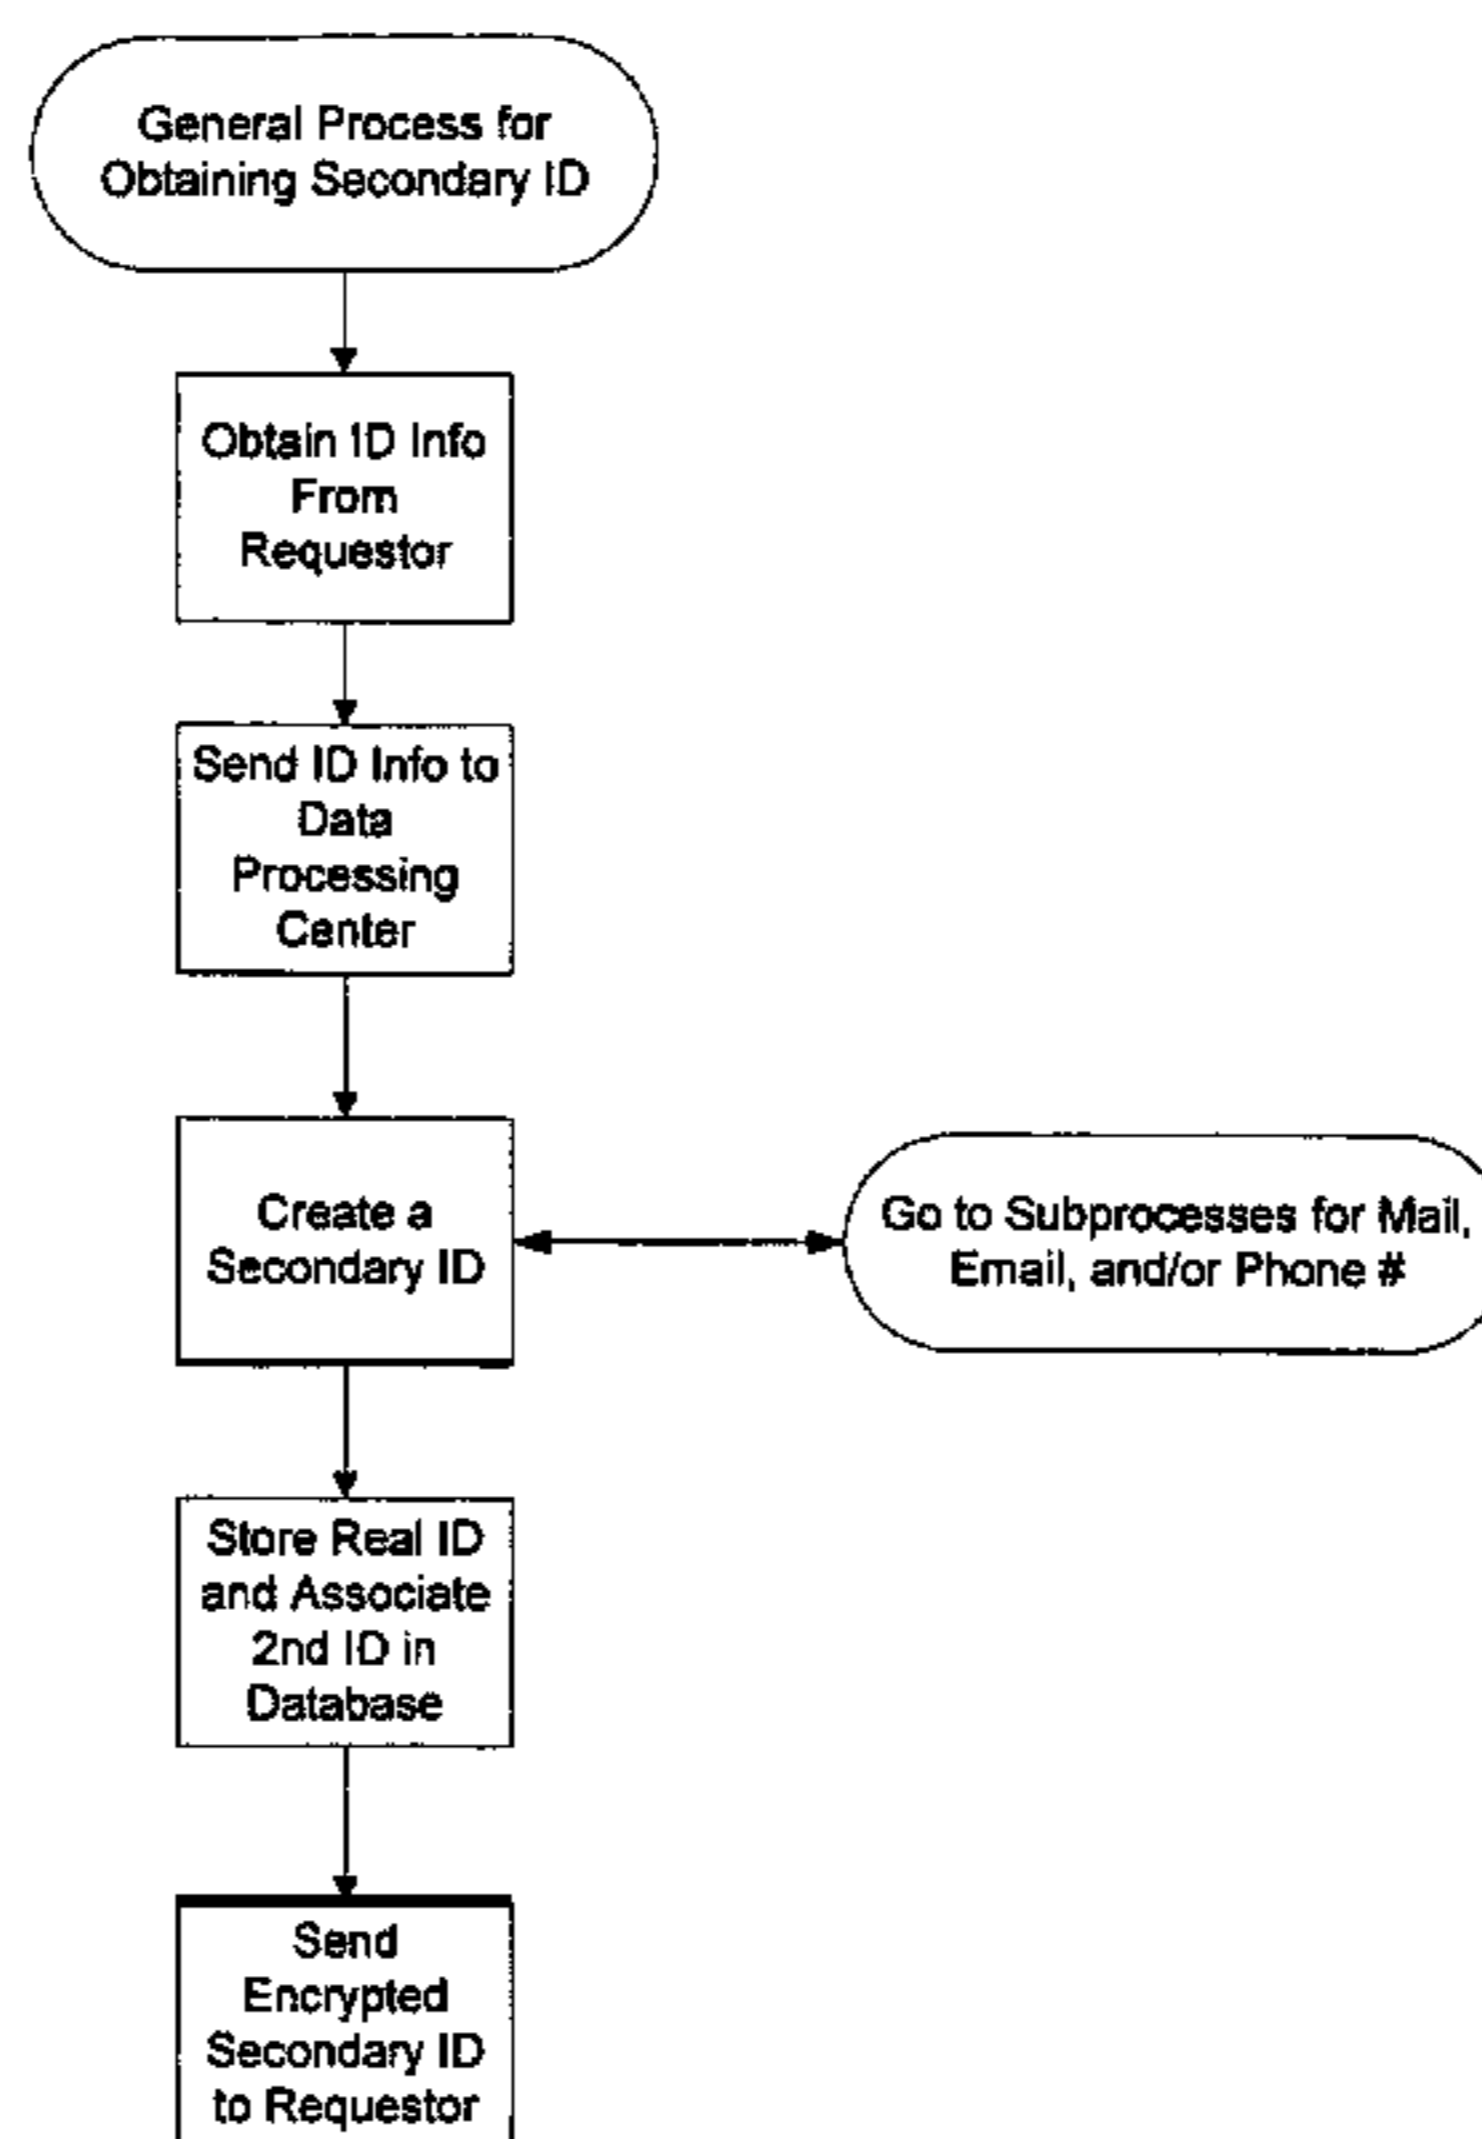 General Process for
Obtaining Secondary ID
Obtain ID Info
From
Requestor
Send ID Info to
Data
Processing
Center
Create a
Secondary ID
Go to Subprocesses for Mail,
Email, and/or Phone #
Store Real ID
and Associate
2nd ID in
Database
Send
Encrypted
Secondary ID
to Requestor